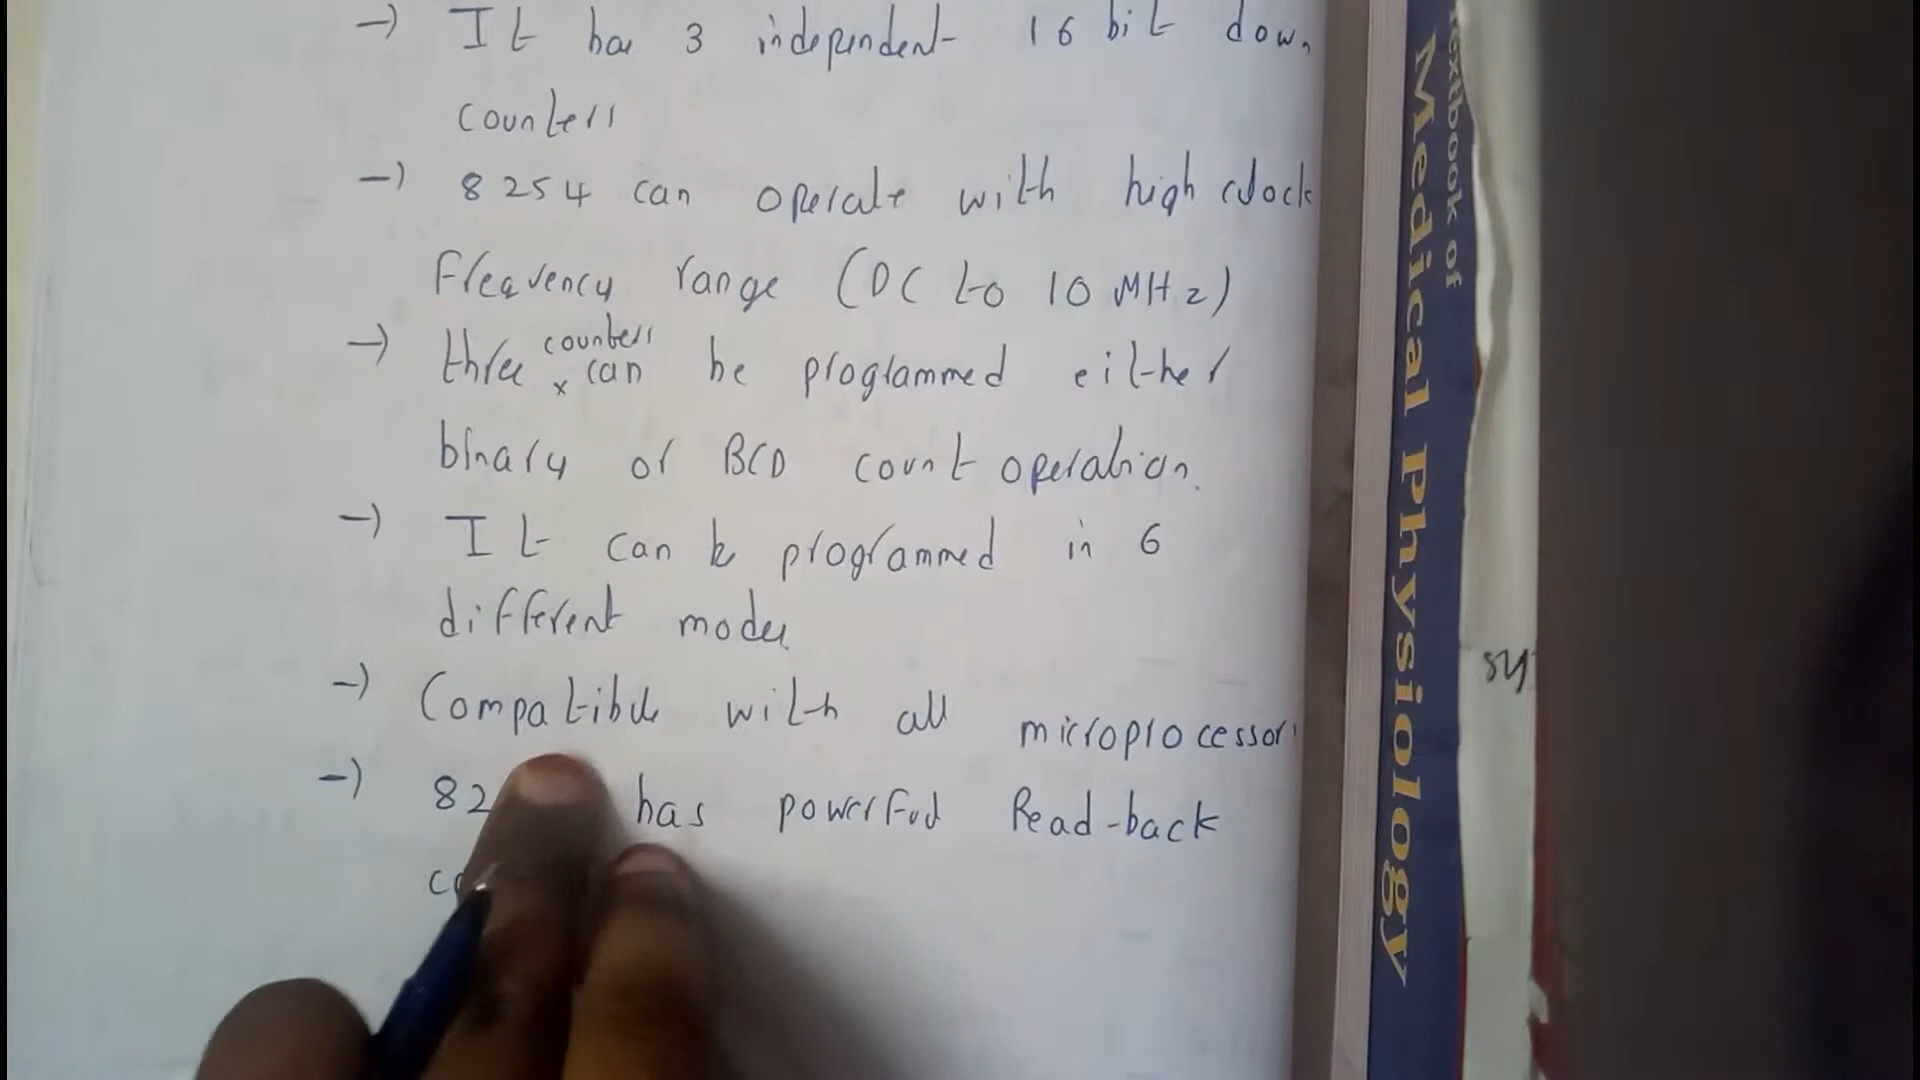 → It has 3 independent 16 bit down
counters
→ 8254 can operate with high clock
Frequency range (DC to 10 MHz)
→ three counters can be programmed either
binary or BCD count operation.
→ It can be programmed in 6
different modes
→ Compatible with all microprocessors
→ 82 has powerful Read-back
Textbook of
Medical Physiology
sy